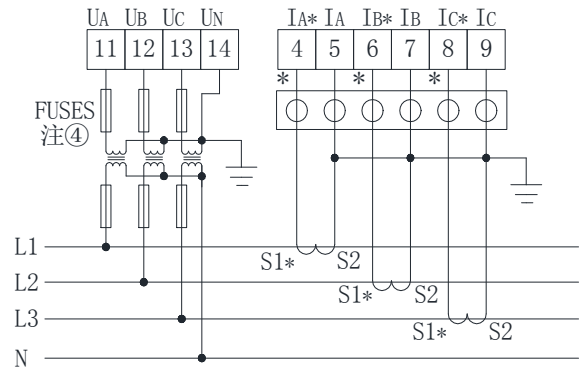 UA UB UC UN IA* IA IB* IB IC* IC
11 12 13 14 4 5 6 7 8 9
* * *
FUSES
注④
L1
S1* S2
L2
S1* S2
L3
S1* S2
N